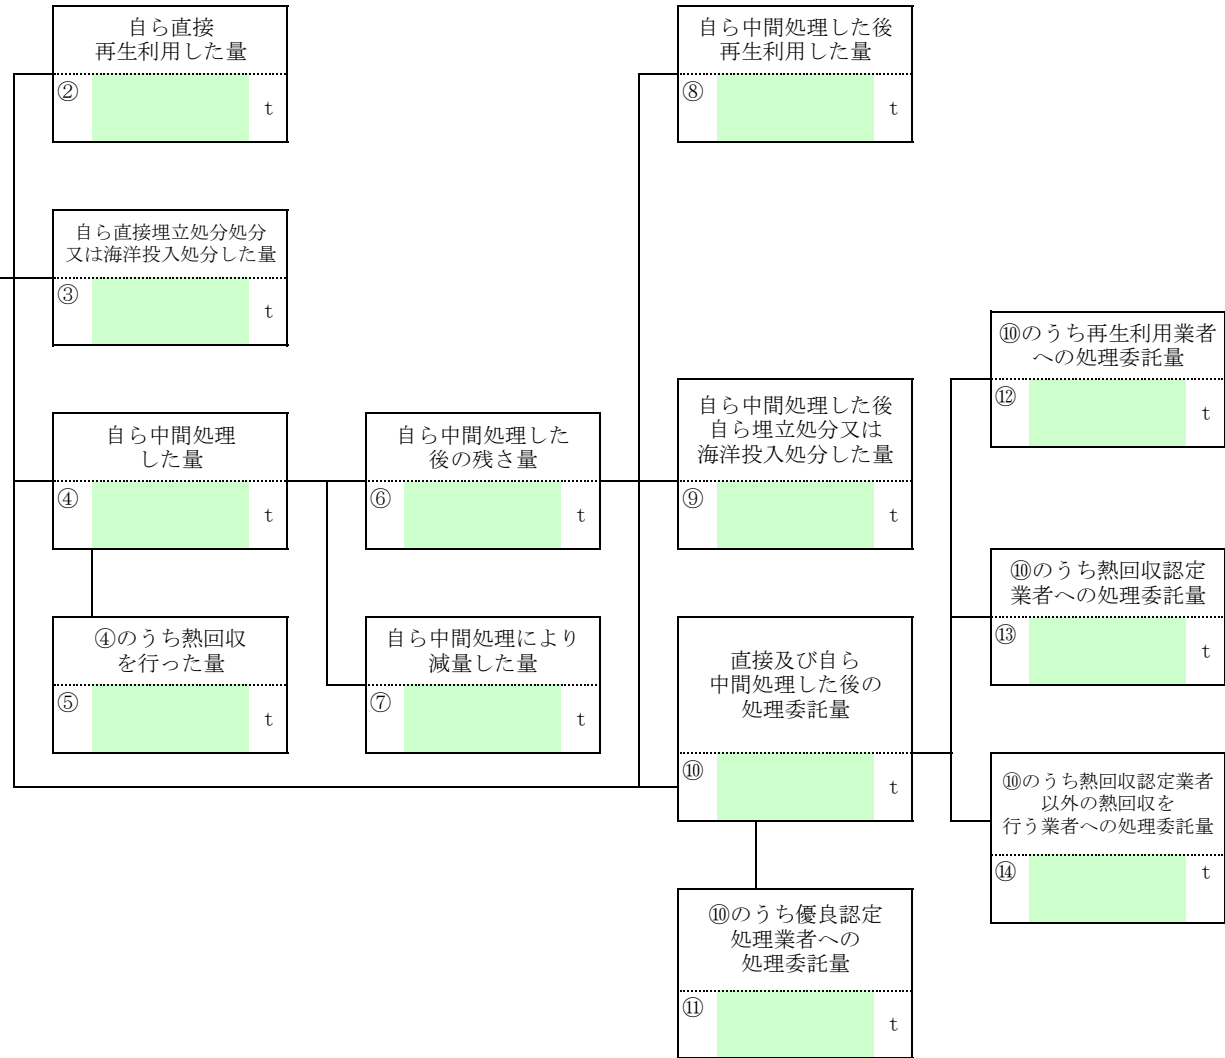 自ら直接
再生利用した量
②
t
自ら中間処理した後
再生利用した量
⑧
t
自ら直接埋立処分処分
又は海洋投入処分した量
③
t
⑩のうち再生利用業者
への処理委託量
⑫
t
自ら中間処理
した量
④
t
自ら中間処理した
後の残さ量
⑥
t
自ら中間処理した後
自ら埋立処分又は
海洋投入処分した量
⑨
t
⑩のうち熱回収認定
業者への処理委託量
⑬
t
④のうち熱回収
を行った量
⑤
t
自ら中間処理により
減量した量
⑦
t
直接及び自ら
中間処理した後の
処理委託量
⑩
t
⑩のうち熱回収認定業者
以外の熱回収を
行う業者への処理委託量
⑭
t
⑩のうち優良認定
処理業者への
処理委託量
⑪
t